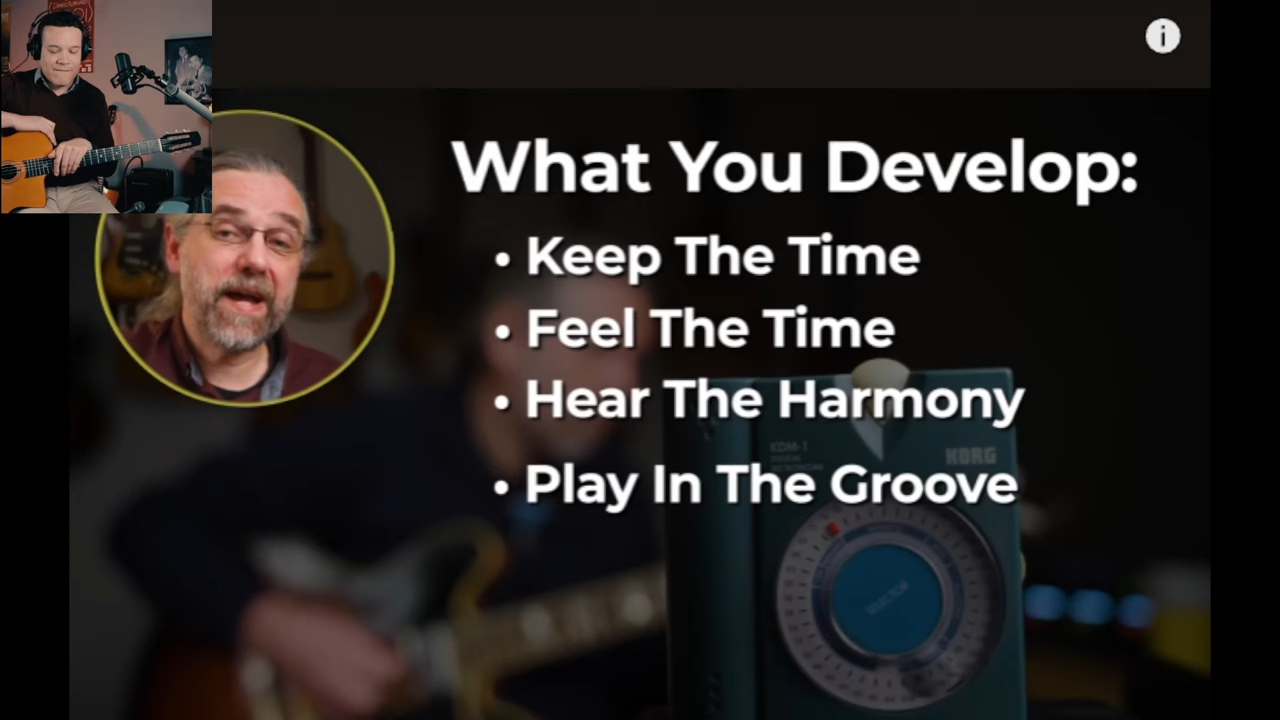 What You Develop:
• Keep The Time
• Feel The Time
• Hear The Harmony
• Play In The Groove
KDM-1
KORG
SELECTOR